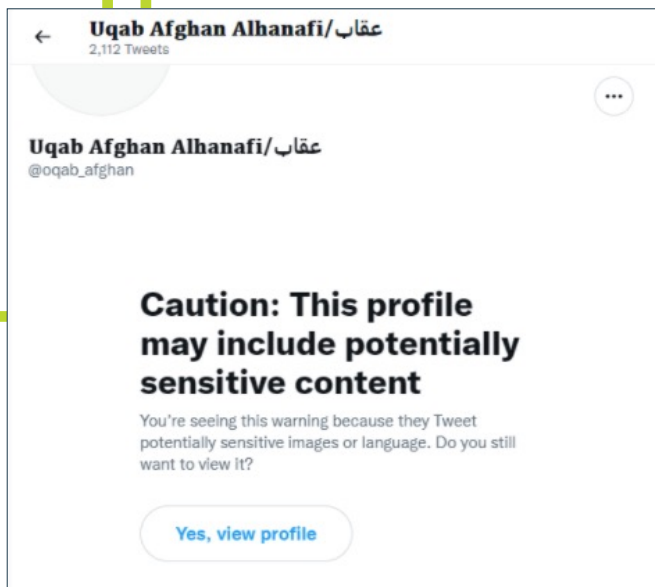 Uqab Afghan Alhanafi/عقاب
2,112 Tweets
Uqab Afghan Alhanafi/عقاب
@oqab_afghan
Caution: This profile
may include potentially
sensitive content
You're seeing this warning because they Tweet
potentially sensitive images or language. Do you still
want to view it?
Yes, view profile